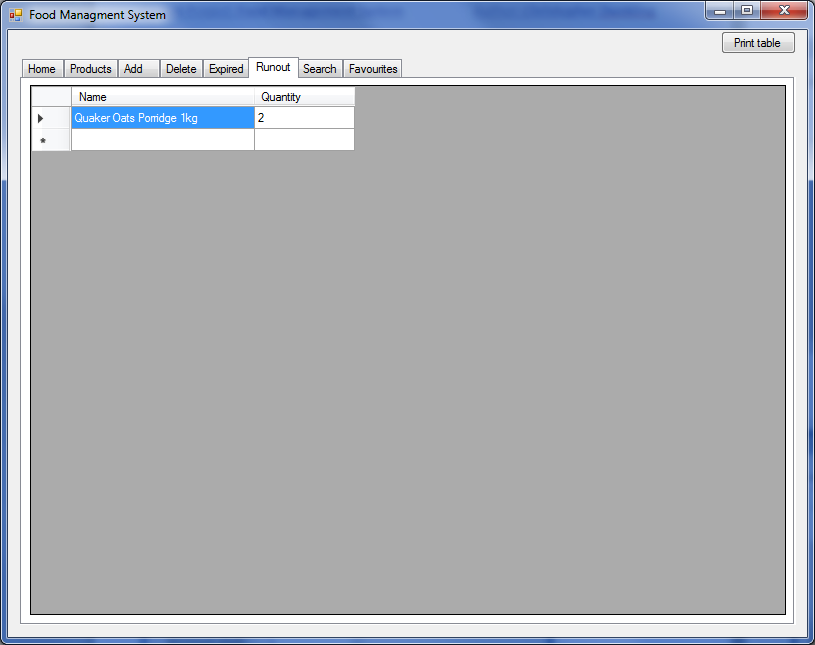 Food Managment System
Print table
Home Products Add Delete Expired Runout Search Favourites
Name Quantity
Quaker Oats Porridge 1kg 2
*